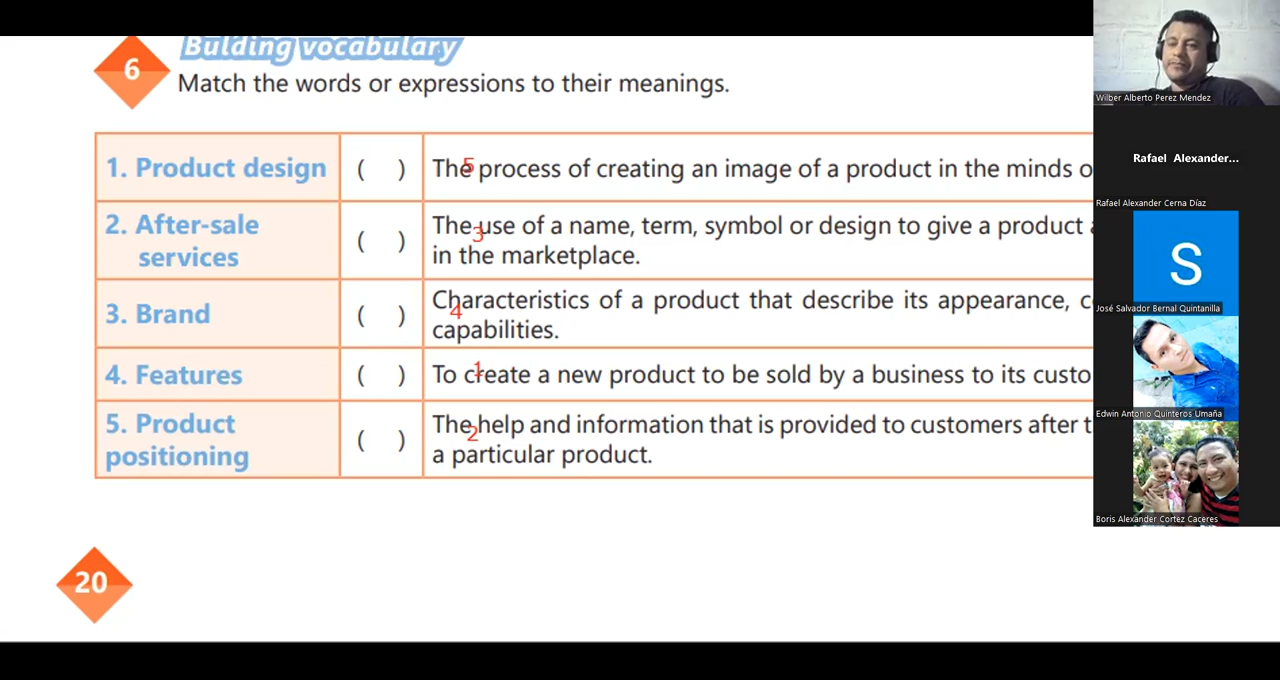 Bulding vocabulary
6
Match the words or expressions to their meanings.
1. Product design ( ) The process of creating an image of a product in the minds o
5
2. After-sale services ( ) The use of a name, term, symbol or design to give a product
3
in the marketplace.
3. Brand ( ) Characteristics of a product that describe its appearance, c
4
capabilities.
4. Features ( ) To create a new product to be sold by a business to its custo
1
5. Product positioning ( ) The help and information that is provided to customers after t
2
a particular product.
20
Wilber Alberto Perez Mendez
Rafael Alexander...
Rafael Alexander Cerna Díaz
S
José Salvador Bernal Quintanilla
Edwin Antonio Quinteros Umaña
Boris Alexander Cortez Caceres